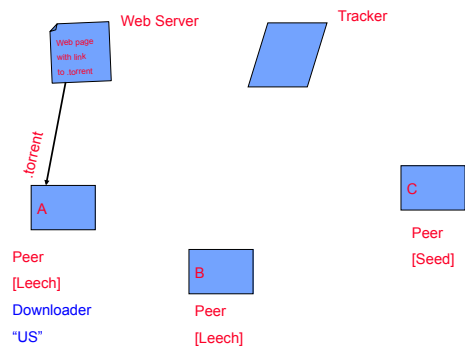 Web Server
Tracker
Web page
with link
to .torrent
.torrent
A
C
Peer
[Seed]
Peer
[Leech]
Downloader
“US”
B
Peer
[Leech]